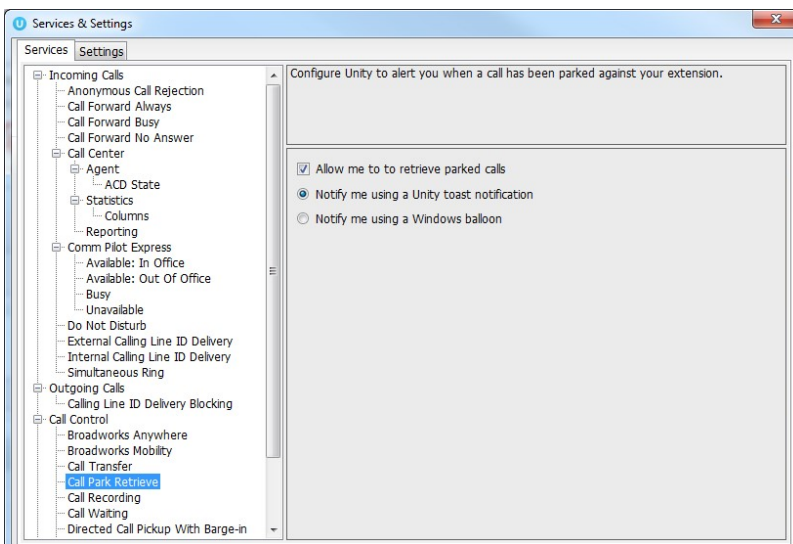 Services & Settings
Services
Settings
Incoming Calls
Anonymous Call Rejection
Call Forward Always
Call Forward Busy
Call Forward No Answer
Call Center
Agent
ACD State
Statistics
Columns
Reporting
Comm Pilot Express
Available: In Office
Available: Out Of Office
Busy
Unavailable
Do Not Disturb
External Calling Line ID Delivery
Internal Calling Line ID Delivery
Simultaneous Ring
Outgoing Calls
Calling Line ID Delivery Blocking
Call Control
Broadworks Anywhere
Broadworks Mobility
Call Transfer
Call Park Retrieve
Call Recording
Call Waiting
Directed Call Pickup With Barge-in
Configure Unity to alert you when a call has been parked against your extension.
Allow me to to retrieve parked calls
Notify me using a Unity toast notification
Notify me using a Windows balloon